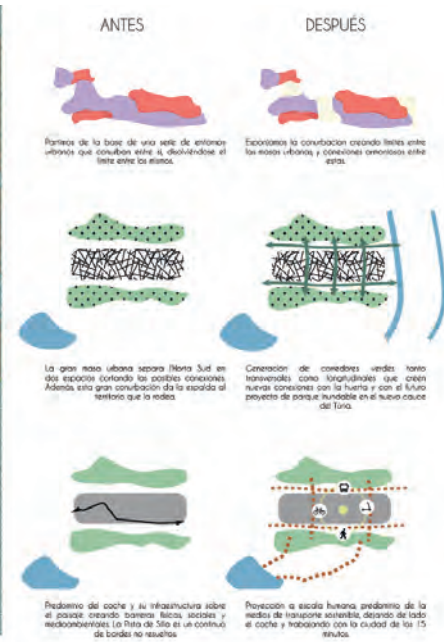 ANTES
DESPUÉS
Partimos de la base de una serie de entornos
urbanos que conurban entre si, disolviéndose el
límite entre los mismos.
Esponjamos la conurbación creando límites entre
las masas urbanas, y conexiones armoniosas entre
estas.
La gran masa urbana separa l'Horta Sud en
dos espacios cortando las posibles conexiones.
Además, esta gran conurbación da la espalda al
territorio que la rodea.
Generación de corredores verdes tanto
transversales como longitudinales que creen
nuevas conexiones con la huerta y con el futuro
proyecto de parque inundable en el nuevo cauce
del Túria.
Predominio del coche y su infraestructura sobre
el paisaje creando barreras físicas, sociales y
medioambientales. La Pista de Silla es un continuo
de bordes no resueltos.
Proyección a escala humana, predominio de la
medios de transporte sostenible, dejando de lado
el coche y trabajando con la ciudad de los 15
minutos.